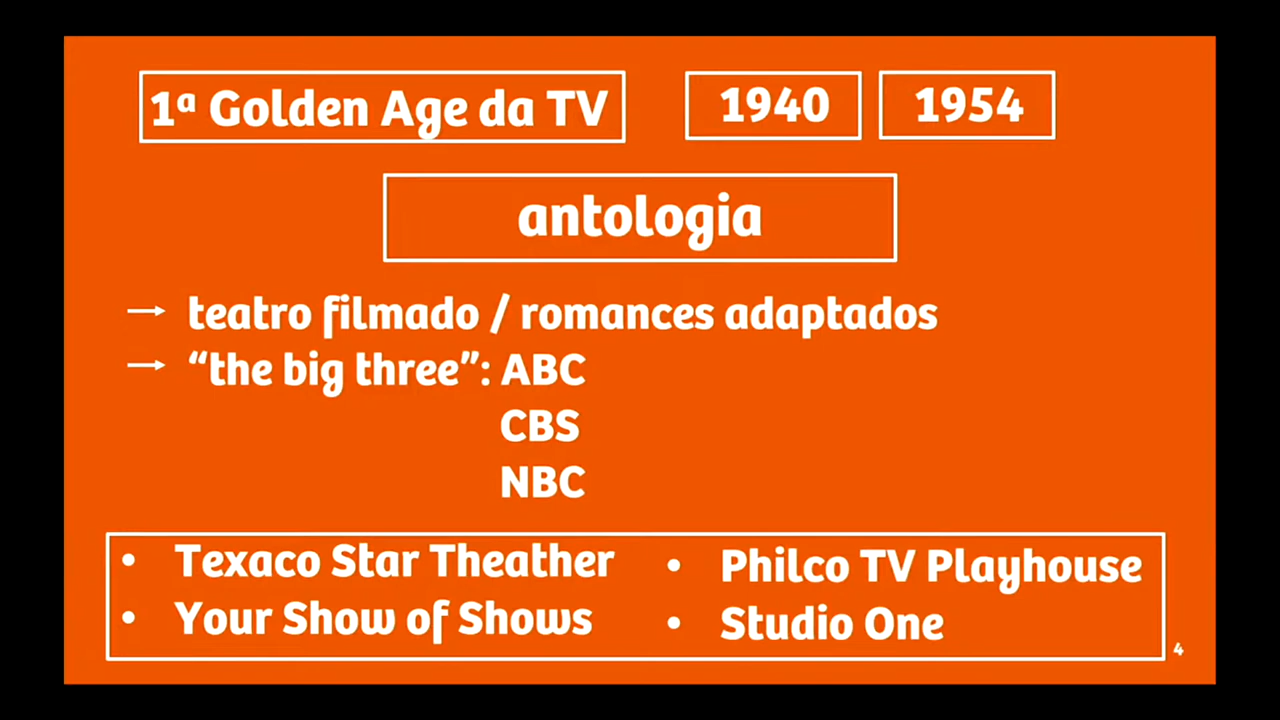 1ª Golden Age da TV
1940
1954
antologia
→ teatro filmado / romances adaptados
→ “the big three”: ABC
CBS
NBC
• Texaco Star Theather
• Your Show of Shows
• Philco TV Playhouse
• Studio One
4